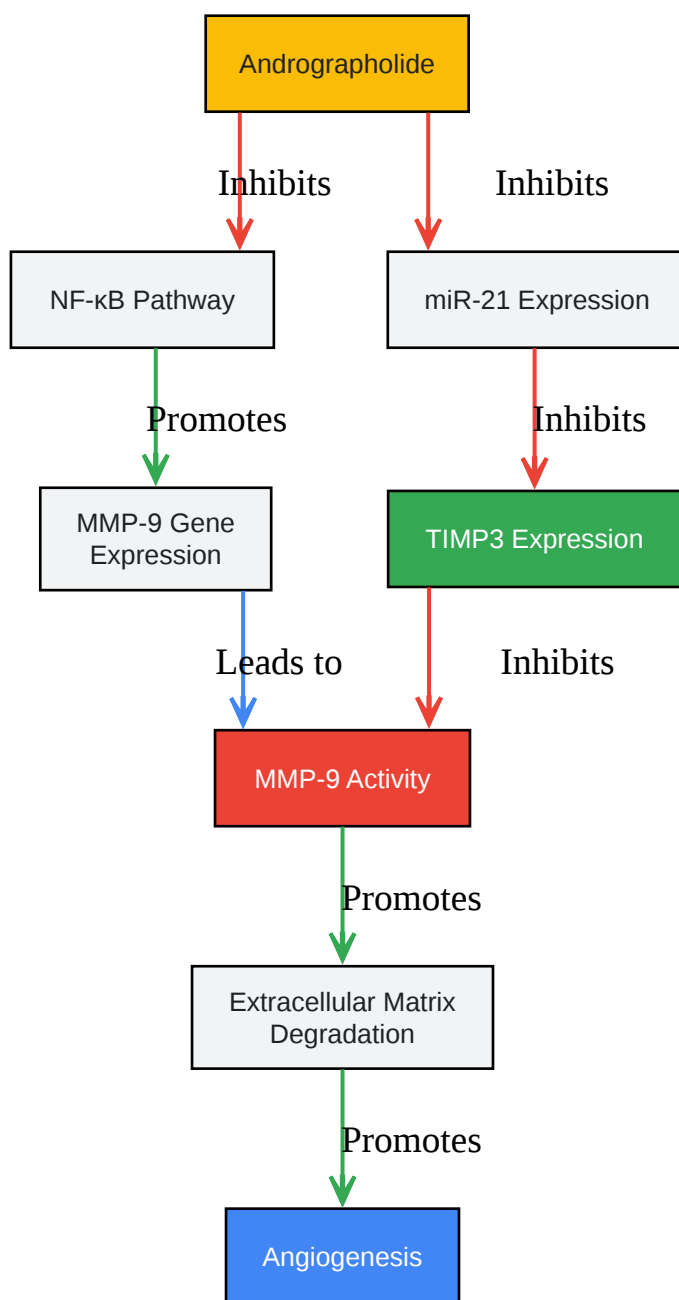 Andrographolide
Inhibits
Inhibits
NF-κB Pathway
miR-21 Expression
Promotes
Inhibits
MMP-9 Gene
Expression
TIMP3 Expression
Leads to
Inhibits
MMP-9 Activity
Promotes
Extracellular Matrix
Degradation
Promotes
Angiogenesis